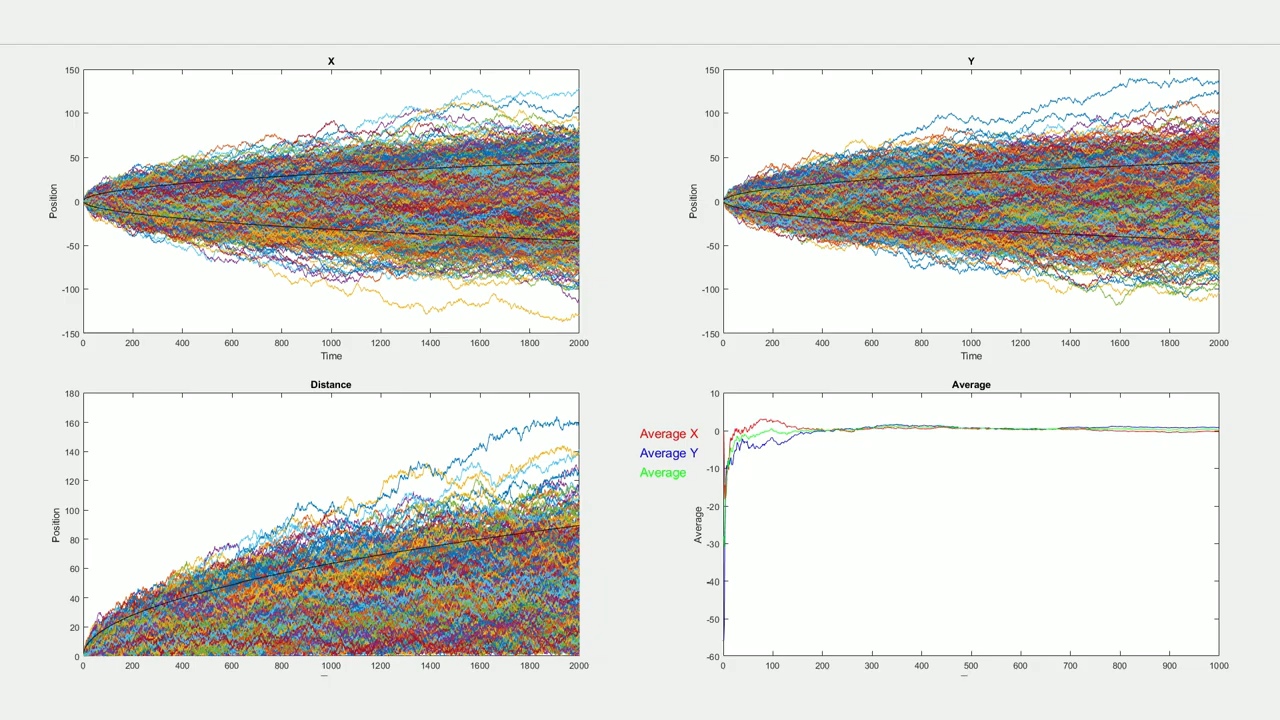 X
150
100
50
0
-50
-100
-150
Position
0 200 400 600 800 1000 1200 1400 1600 1800 2000
Time
Y
150
100
50
0
-50
-100
-150
Position
0 200 400 600 800 1000 1200 1400 1600 1800 2000
Time
Distance
180
160
140
120
100
80
60
40
20
0
Position
0 200 400 600 800 1000 1200 1400 1600 1800 2000
Average X
Average Y
Average
Average
10
0
-10
-20
-30
-40
-50
-60
Average
0 100 200 300 400 500 600 700 800 900 1000